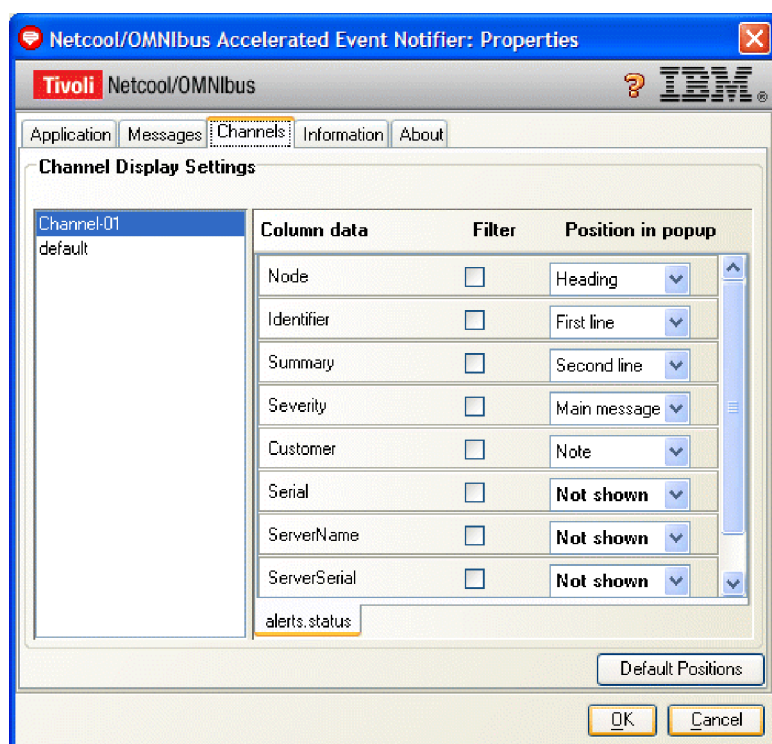 Netcool/OMNIbus Accelerated Event Notifier: Properties
Tivoli Netcool/OMNIbus
? IBM®
Application Messages Channels Information About
Channel Display Settings
Channel-01
default
Column data Filter Position in popup
Node Heading
Identifier First line
Summary Second line
Severity Main message
Customer Note
Serial Not shown
ServerName Not shown
ServerSerial Not shown
alerts.status
Default Positions
OK Cancel